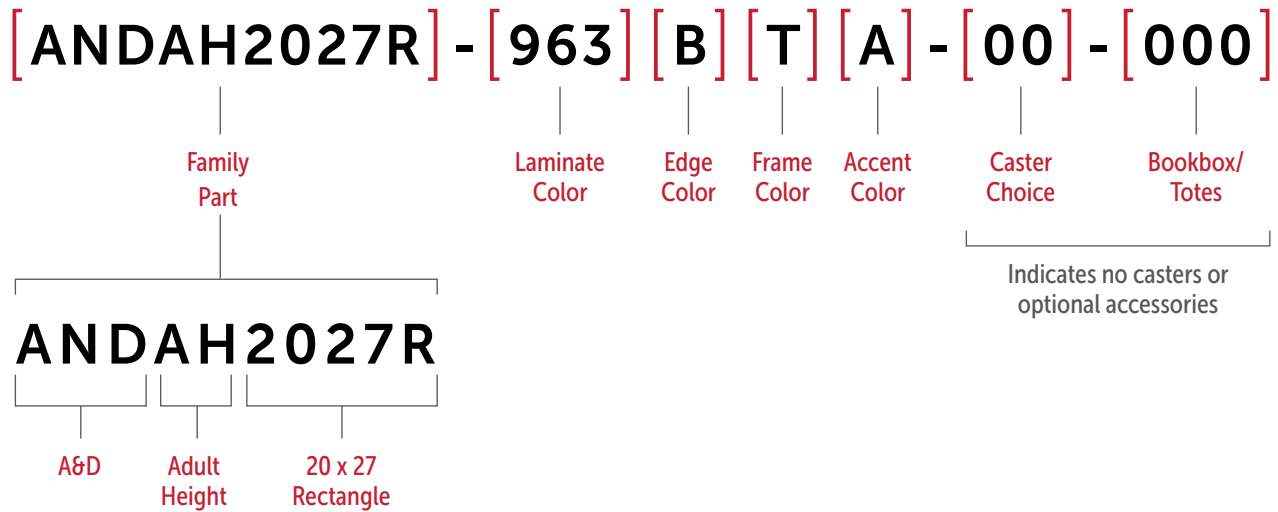 [ANDAH2027R] - [963] [B] [T] [A] - [00] - [000]
Family
Part
Laminate
Color
Edge
Color
Frame
Color
Accent
Color
Caster
Choice
Bookbox/
Totes
Indicates no casters or
optional accessories
ANDAH2027R
A&D
Adult
Height
20 x 27
Rectangle